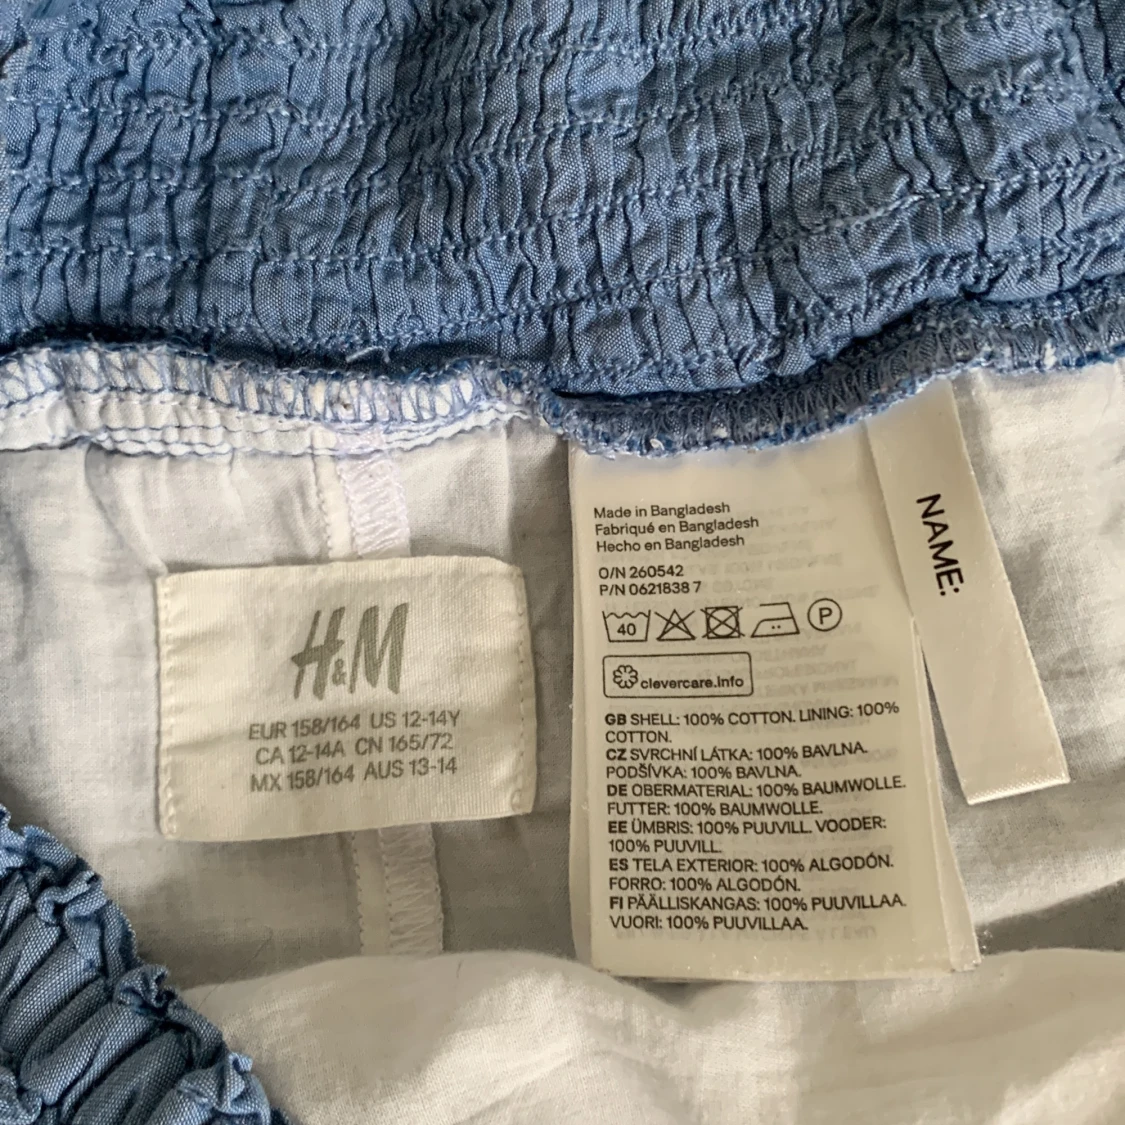 H&M
EUR 158/164 US 12-14Y
CA 12-14A CN 165/72
MX 158/164 AUS 13-14
Made in Bangladesh
Fabriqué en Bangladesh
Hecho en Bangladesh
O/N 260542
P/N 0621838 7
40
P
clevercare.info
GB SHELL: 100% COTTON. LINING: 100%
COTTON.
CZ SVRCHNÍ LÁTKA: 100% BAVLNA.
PODŠÍVKA: 100% BAVLNA.
DE OBERMATERIAL: 100% BAUMWOLLE.
FUTTER: 100% BAUMWOLLE.
EE ÜMBRIS: 100% PUUVILL. VOODER:
100% PUUVILL.
ES TELA EXTERIOR: 100% ALGODÓN.
FORRO: 100% ALGODÓN.
FI PÄÄLLISKANGAS: 100% PUUVILLAA.
VUORI: 100% PUUVILLAA.
NAME: